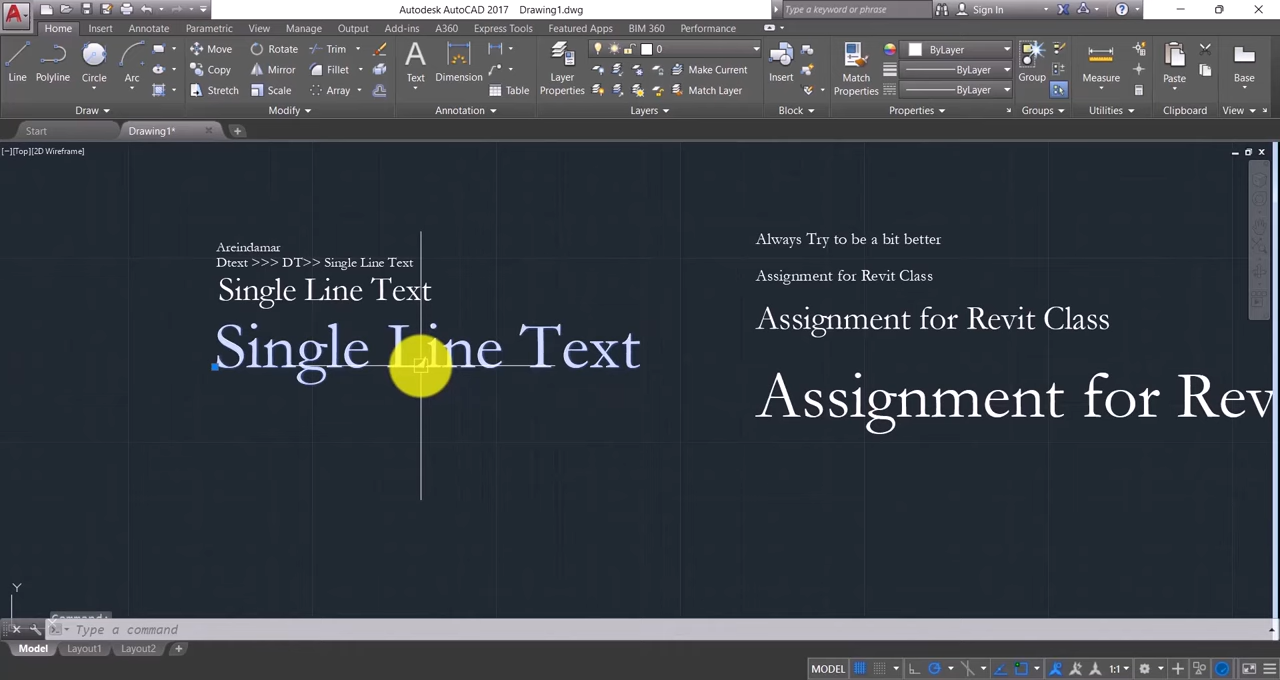 Autodesk AutoCAD 2017 Drawing1.dwg
Type a keyword or phrase
Sign In
Home Insert Annotate Parametric View Manage Output Add-ins A360 Express Tools Featured Apps BIM 360 Performance
Line Polyline Circle Arc
Move Rotate Trim
Copy Mirror Fillet
Stretch Scale Array
Text Dimension Table
Layer Properties
0
Make Current
Match Layer
Insert
Match Properties
ByLayer
ByLayer
ByLayer
Group
Measure
Paste
Base
Draw Modify Annotation Layers Block Properties Groups Utilities Clipboard View
Start Drawing1*
[−][Top][2D Wireframe]
Areindamar
Dtext >>> DT>> Single Line Text
Single Line Text
Single Line Text
Always Try to be a bit better
Assignment for Revit Class
Assignment for Revit Class
Assignment for Rev
Y
Command:
Type a command
Model Layout1 Layout2
MODEL 1:1